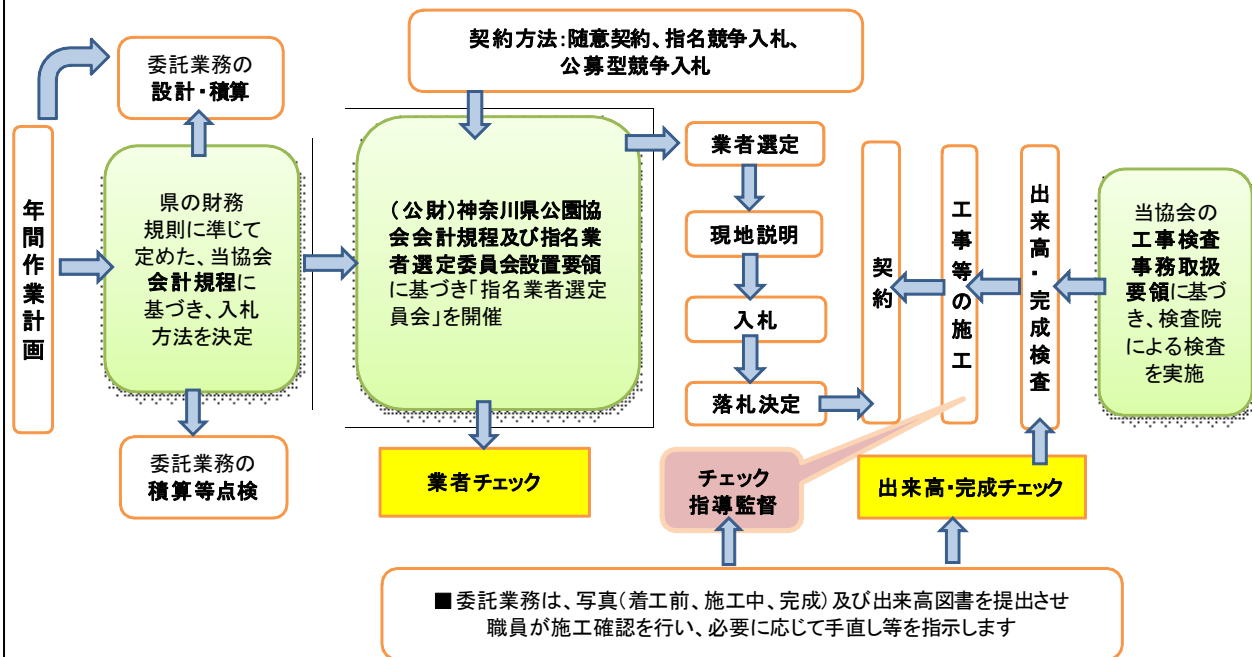 契約方法:随意契約、指名競争入札、
公募型競争入札
委託業務の
設計・積算
年間作業計画
県の財務
規則に準じて
定めた、当協会
会計規程に
基づき、入札
方法を決定
委託業務の
積算等点検
(公財)神奈川県公園協
会会計規程及び指名業
者選定委員会設置要領
に基づき「指名業者選定
員会」を開催
業者チェック
業者選定
現地説明
入札
落札決定
契約
工事等の施工
出来高・完成検査
当協会の
工事検査
事務取扱
要領に基づ
き、検査院
による検査
を実施
チェック
指導監督
出来高・完成チェック
■委託業務は、写真(着工前、施工中、完成)及び出来高図書を提出させ
職員が施工確認を行い、必要に応じて手直し等を指示します